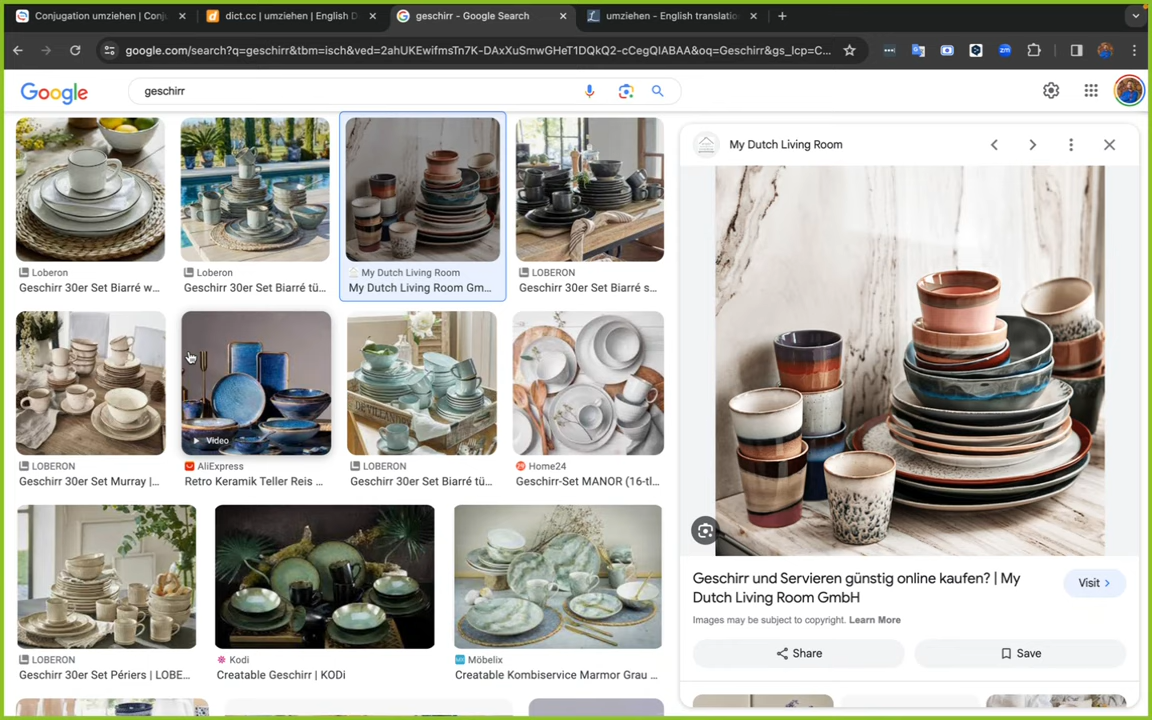 Conjugation umziehen | Conj
dict.cc | umziehen | English D
geschirr - Google Search
umziehen - English translatio
google.com/search?q=geschirr&tbm=isch&ved=2ahUKEwifmsTn7K-DAxXuSmwGHeT1DQkQ2-cCegQIABAA&oq=Geschirr&gs_lcp=C...
Google
geschirr
My Dutch Living Room
Loberon
Geschirr 30er Set Biarré w...
Loberon
Geschirr 30er Set Biarré tü...
My Dutch Living Room
My Dutch Living Room Gm...
LOBERON
Geschirr 30er Set Biarré s...
Video
LOBERON
Geschirr 30er Set Murray |...
AliExpress
Retro Keramik Teller Reis ...
LOBERON
Geschirr 30er Set Biarré tü...
Home24
Geschirr-Set MANOR (16-tl...
Geschirr und Servieren günstig online kaufen? | My
Dutch Living Room GmbH
Visit
Images may be subject to copyright. Learn More
Share
Save
LOBERON
Geschirr 30er Set Périers | LOBE...
Kodi
Creatable Geschirr | KODi
Möbelix
Creatable Kombiservice Marmor Grau ...